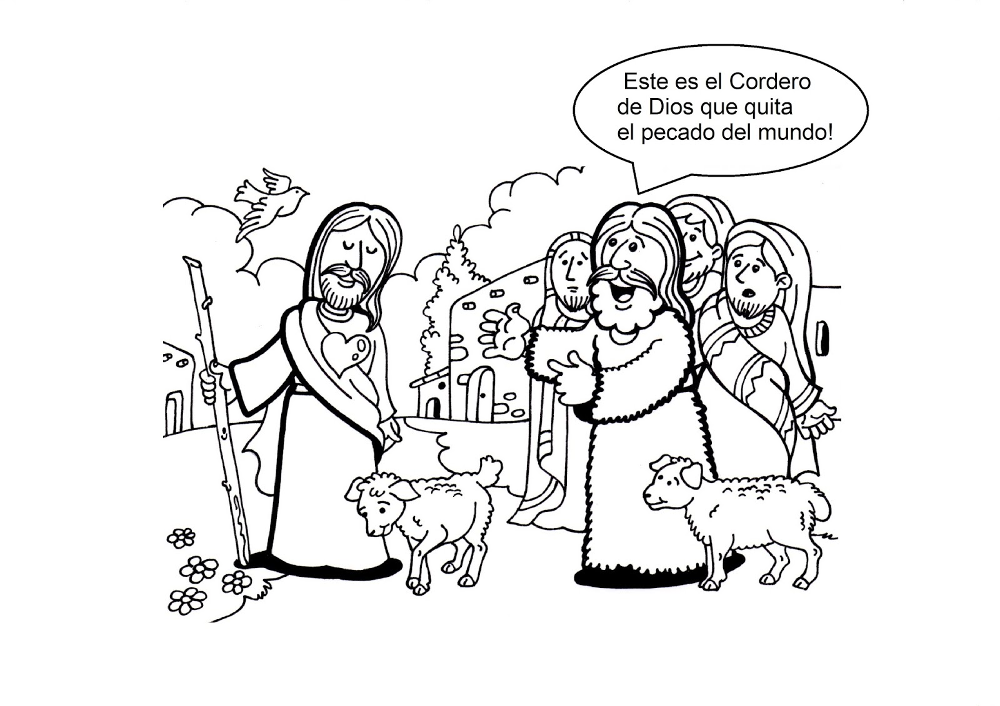 Este es el Cordero
de Dios que quita
el pecado del mundo!